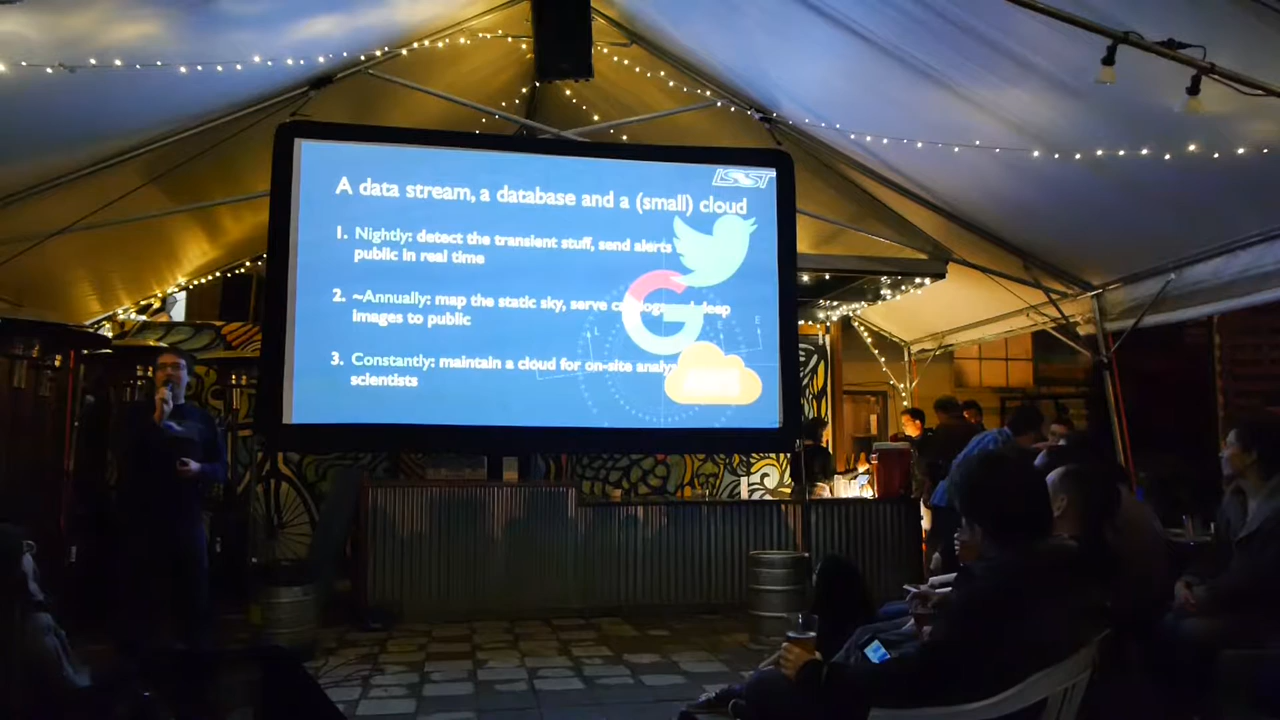 LSST
A data stream, a database and a (small) cloud
1. Nightly: detect the transient stuff, send alerts
public in real time
2. ~Annually: map the static sky, serve deep
images to public
3. Constantly: maintain a cloud for on-site
scientists